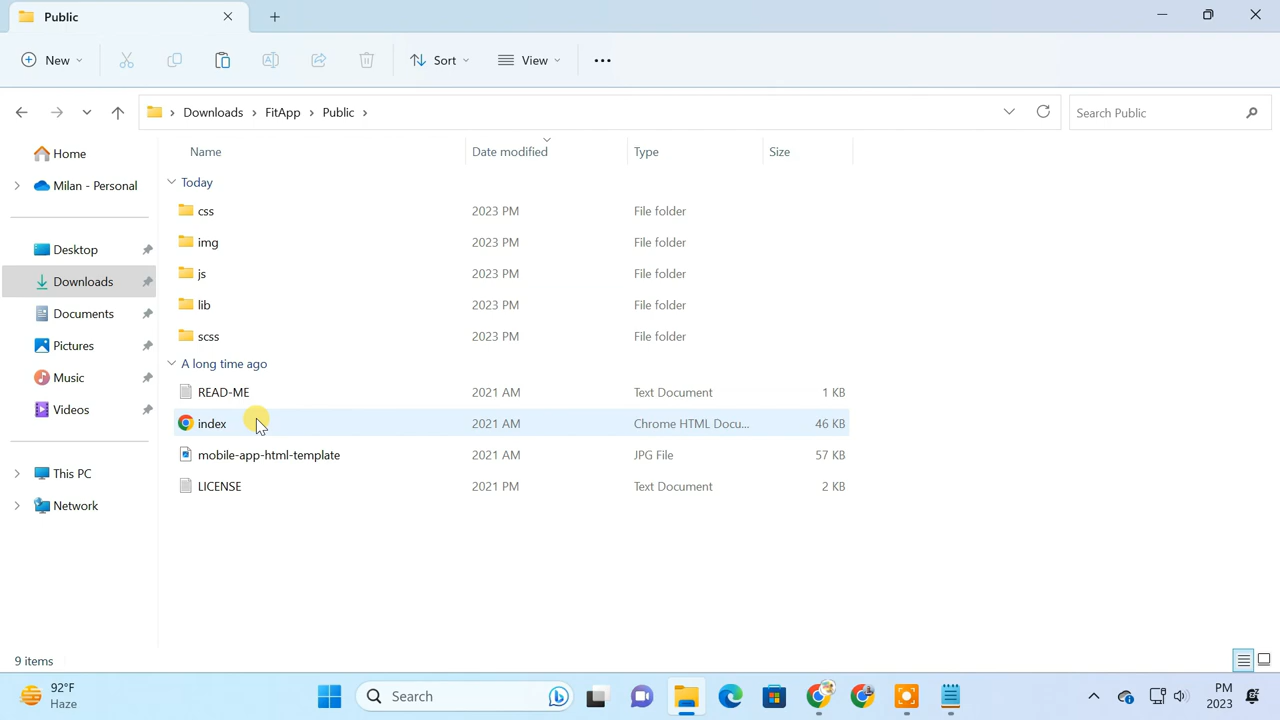 Public
New
Sort
View
Downloads
FitApp
Public
Search Public
Home
Milan - Personal
Desktop
Downloads
Documents
Pictures
Music
Videos
This PC
Network
Name Date modified Type Size
Today
css 2023 PM File folder
img 2023 PM File folder
js 2023 PM File folder
lib 2023 PM File folder
scss 2023 PM File folder
A long time ago
READ-ME 2021 AM Text Document 1 KB
index 2021 AM Chrome HTML Docu... 46 KB
mobile-app-html-template 2021 AM JPG File 57 KB
LICENSE 2021 PM Text Document 2 KB
9 items
92°F
Haze
Search
PM
2023